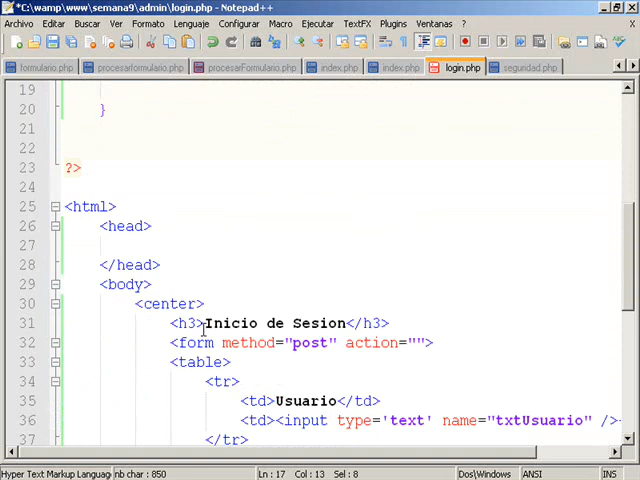 *C:\wamp\www\semana9\admin\login.php - Notepad++
Archivo Editar Buscar Ver Formato Lenguaje Configurar Macro Ejecutar TextFX Plugins Ventanas ? X
formulario.php procesarformulario.php procesarFormulario.php index.php index.php login.php seguridad.php
19
20 }
21
22
23 ?>
24
25 <html>
26 <head>
27
28 </head>
29 <body>
30 <center>
31 <h3>Inicio de Sesion</h3>
32 <form method="post" action="">
33 <table>
34 <tr>
35 <td>Usuario</td>
36 <td><input type='text' name="txtUsuario" /><
37 </tr>
Hyper Text Markup Languag nb char : 850 Ln : 17 Col : 13 Sel : 8 Dos\Windows ANSI INS